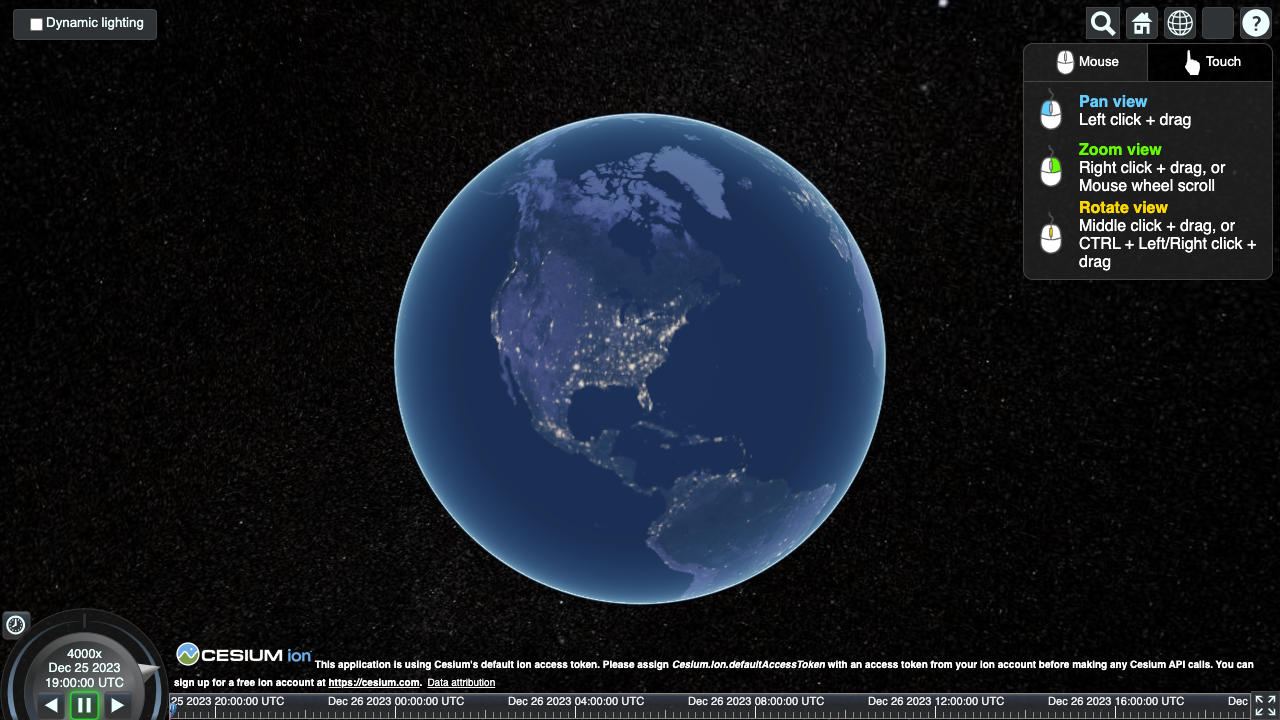 Dynamic lighting
?
Mouse
Touch
Pan view
Left click + drag
Zoom view
Right click + drag, or
Mouse wheel scroll
Rotate view
Middle click + drag, or
CTRL + Left/Right click +
drag
4000x
Dec 25 2023
19:00:00 UTC
CESIUM ion
This application is using Cesium's default ion access token. Please assign Cesium.Ion.defaultAccessToken with an access token from your ion account before making any Cesium API calls. You can
sign up for a free ion account at https://cesium.com. Data attribution
5 2023 20:00:00 UTC
Dec 26 2023 00:00:00 UTC
Dec 26 2023 04:00:00 UTC
Dec 26 2023 08:00:00 UTC
Dec 26 2023 12:00:00 UTC
Dec 26 2023 16:00:00 UTC
Dec